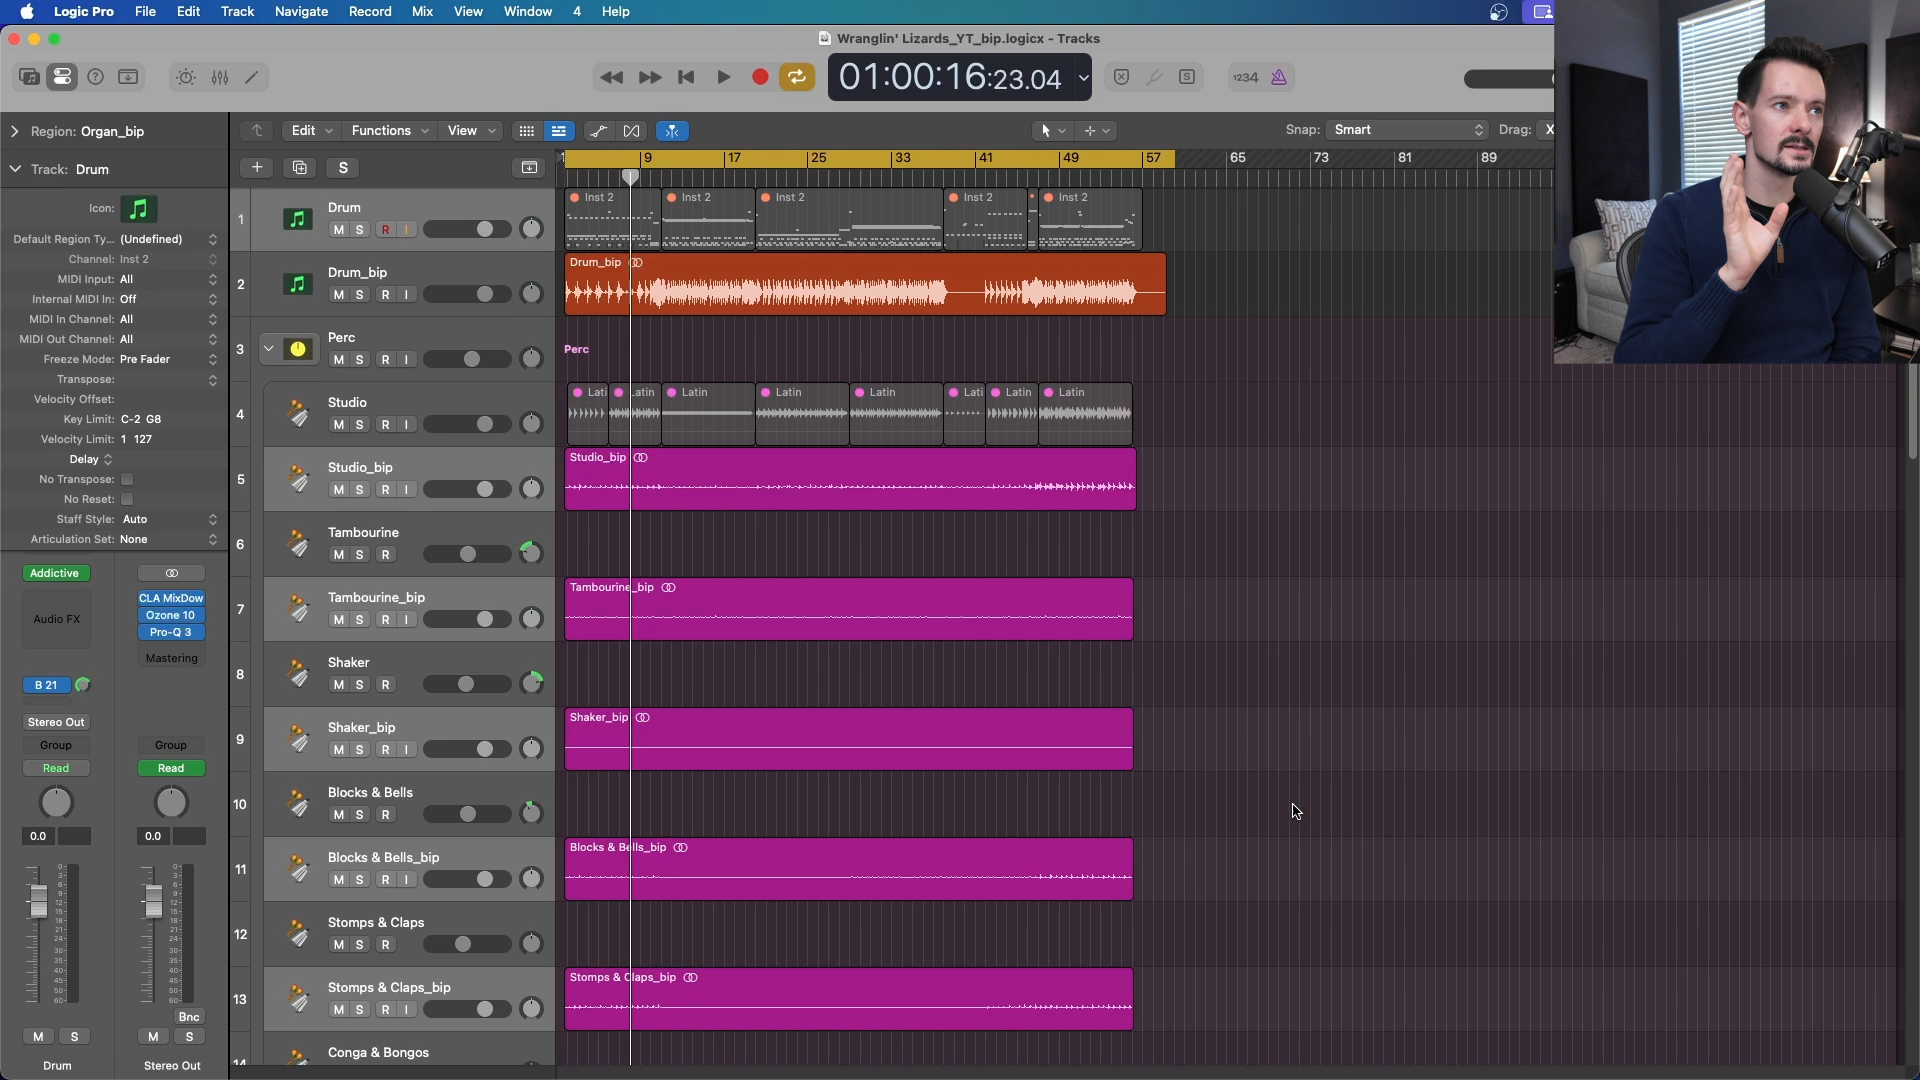 Logic Pro File Edit Track Navigate Record Mix View Window 4 Help
Wranglin' Lizards_YT_bip.logicx - Tracks
01:00:16:23.04
S
1234
Region: Organ_bip
Edit Functions View
Snap: Smart
Drag: X
Track: Drum
S
1 9 17 25 33 41 49 57 65 73 81 89
Icon:
Default Region Ty... (Undefined)
Channel: Inst 2
MIDI Input: All
Internal MIDI In: Off
MIDI In Channel: All
MIDI Out Channel: All
Freeze Mode: Pre Fader
Transpose:
Velocity Offset:
Key Limit: C-2 G8
Velocity Limit: 1 127
Delay
No Transpose:
No Reset:
Staff Style: Auto
Articulation Set: None
Addictive
Audio FX
CLA MixDow
Ozone 10
Pro-Q 3
Mastering
B 21
Stereo Out
Group Group
Read Read
0.0 0.0
Bnc
M S M S
Drum Stereo Out
1 Drum
M S R I
Inst 2 Inst 2 Inst 2 Inst 2 Inst 2
2 Drum_bip
M S R I
Drum_bip
3 Perc
M S R I
Perc
4 Studio
M S R I
Lati Latin Latin Latin Latin Lati Latin Latin
5 Studio_bip
M S R I
Studio_bip
6 Tambourine
M S R
7 Tambourine_bip
M S R I
Tambourine_bip
8 Shaker
M S R
9 Shaker_bip
M S R I
Shaker_bip
10 Blocks & Bells
M S R
11 Blocks & Bells_bip
M S R I
Blocks & Bells_bip
12 Stomps & Claps
M S R
13 Stomps & Claps_bip
M S R I
Stomps & Claps_bip
14 Conga & Bongos